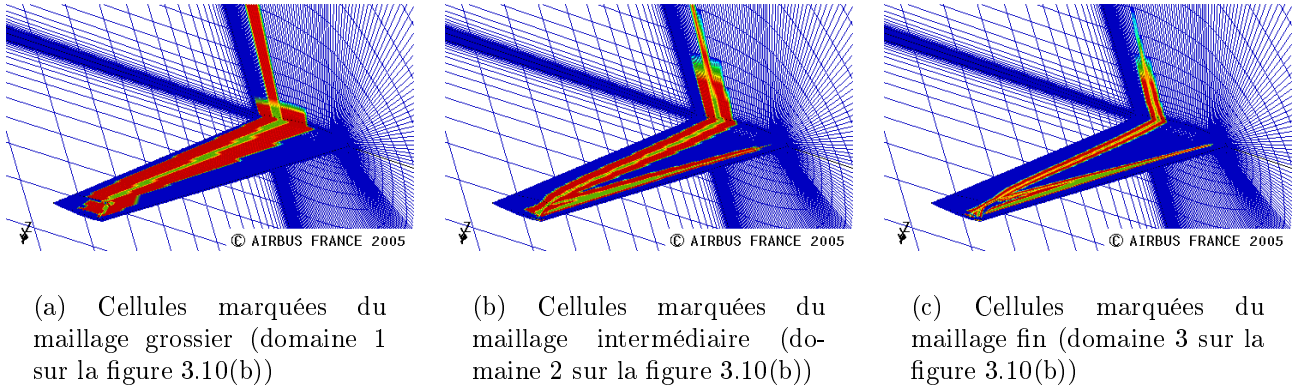 Z
Y
© AIRBUS FRANCE 2005
Z
Y
© AIRBUS FRANCE 2005
Z
Y
© AIRBUS FRANCE 2005
(a) Cellules marquées du
maillage grossier (domaine 1
sur la figure 3.10(b))
(b) Cellules marquées du
maillage intermédiaire (do-
maine 2 sur la figure 3.10(b))
(c) Cellules marquées du
maillage fin (domaine 3 sur la
figure 3.10(b))